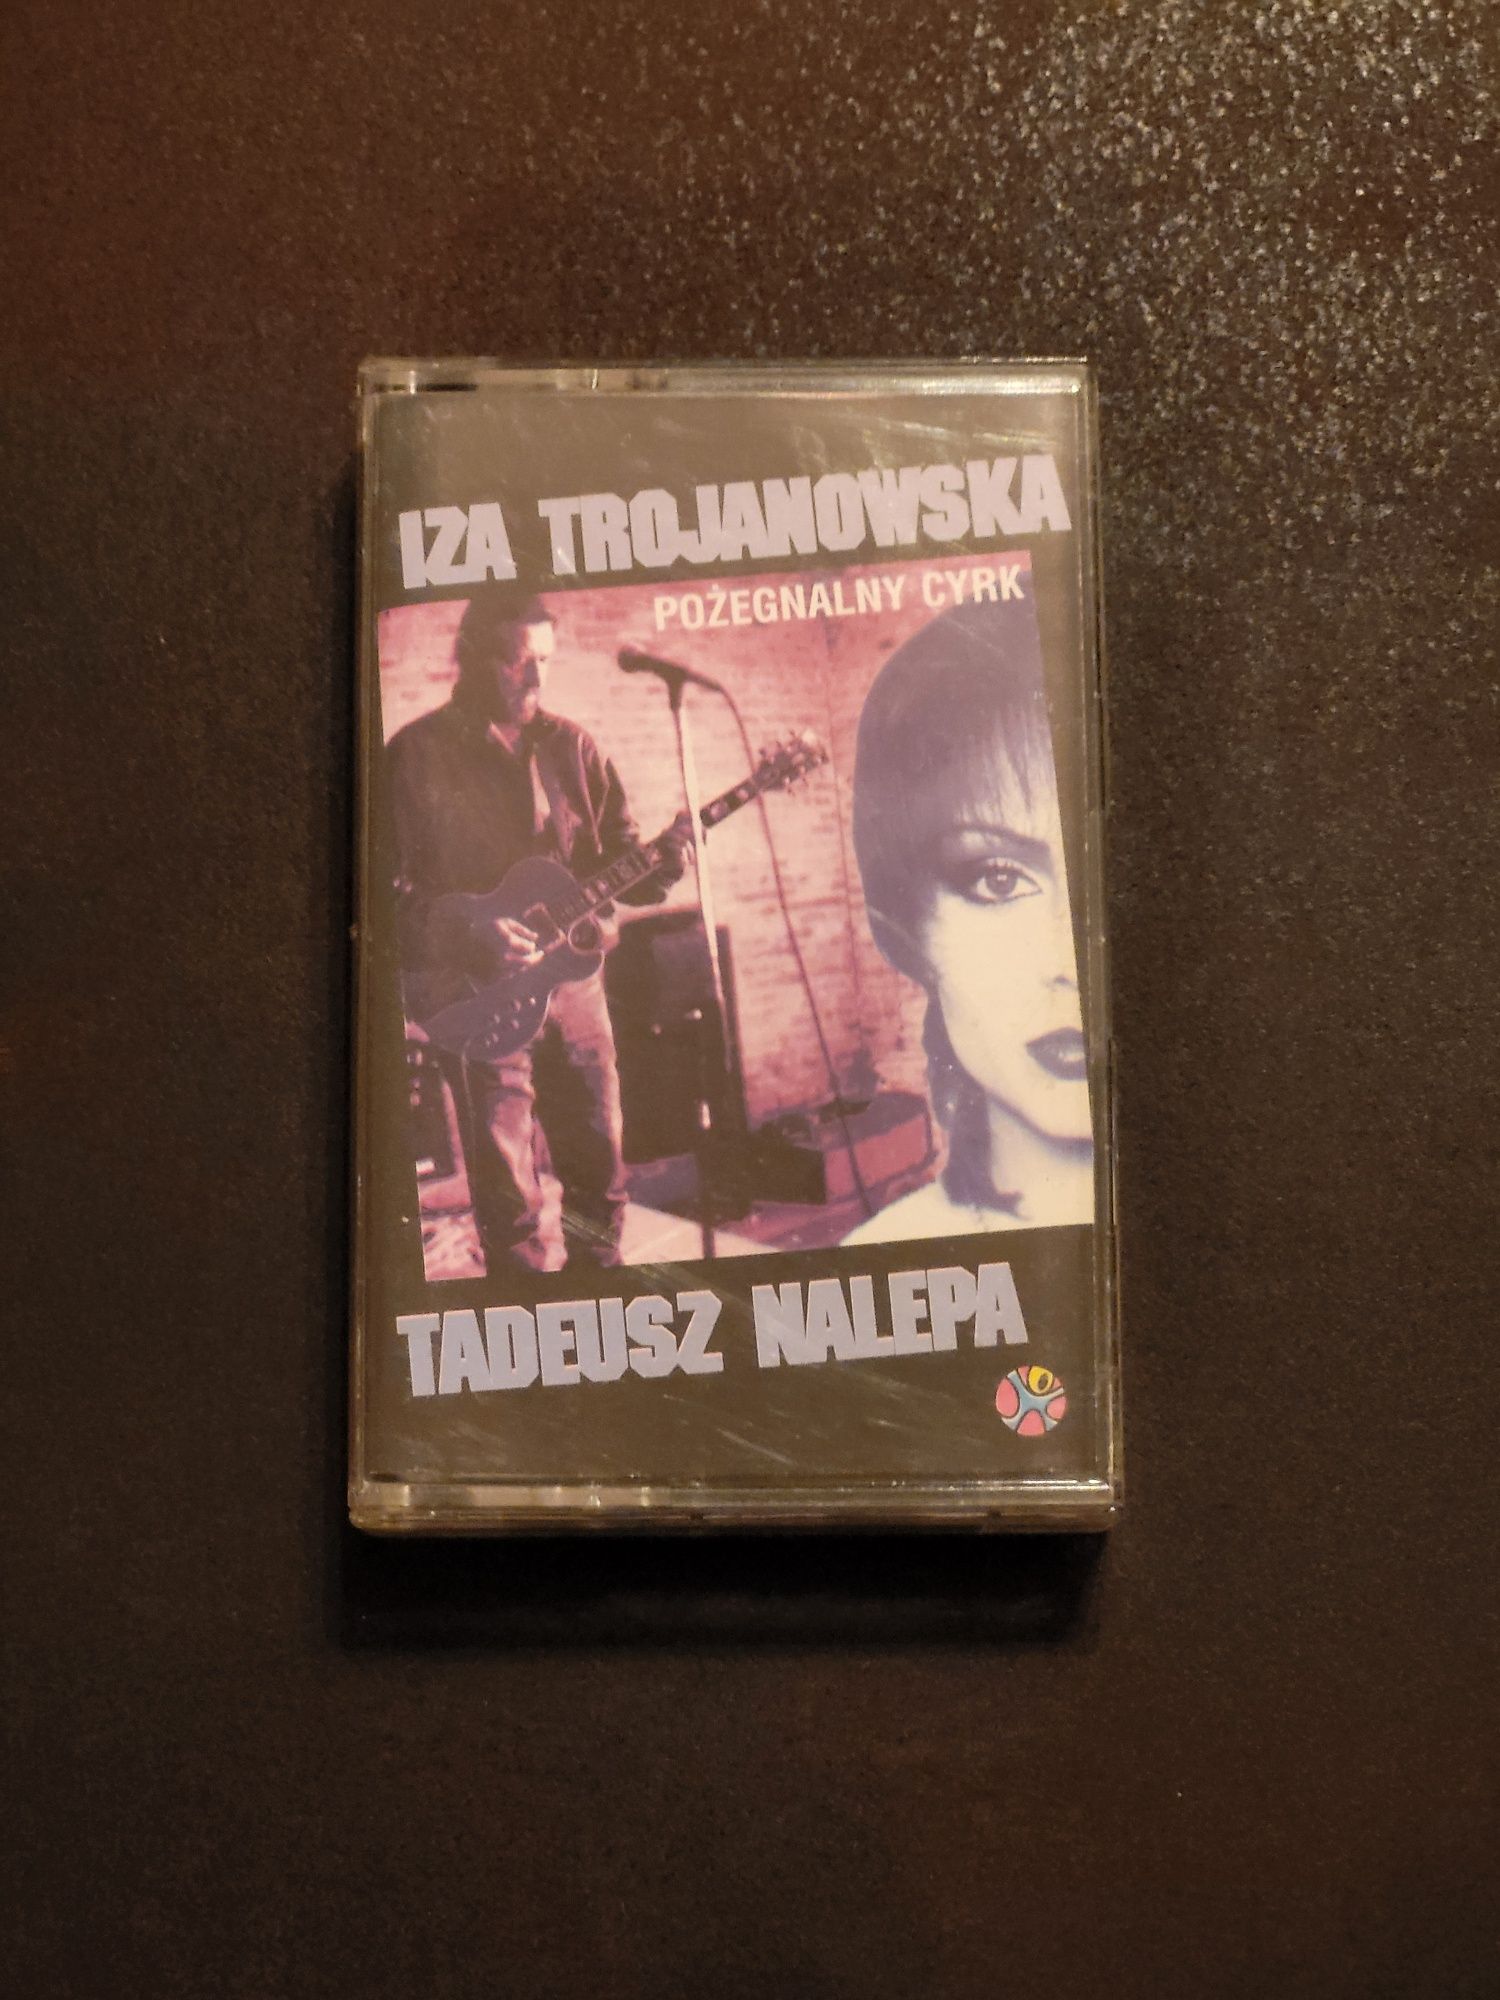 IZA TROJANOWSKA
POŻEGNALNY CYRK
TADEUSZ NALEPA